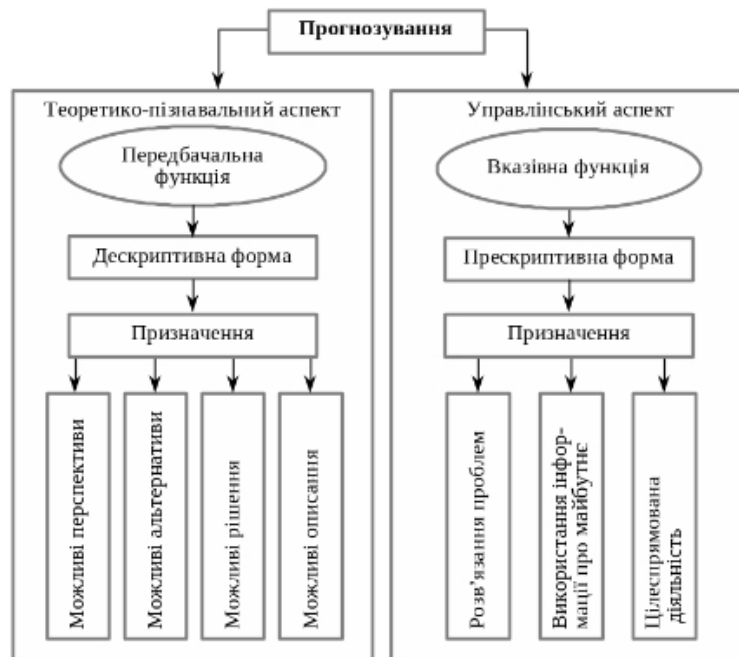 Прогнозування
Теоретико-пізнавальний аспект
Передбачальна
функція
Дескриптивна форма
Призначення
Можливі перспективи
Можливі альтернативи
Можливі рішення
Можливі описання
Управлінський аспект
Вказівна функція
Прескриптивна форма
Призначення
Розв’язання проблем
Використання інфор-
мації про майбутнє
Цілеспрямована
діяльність